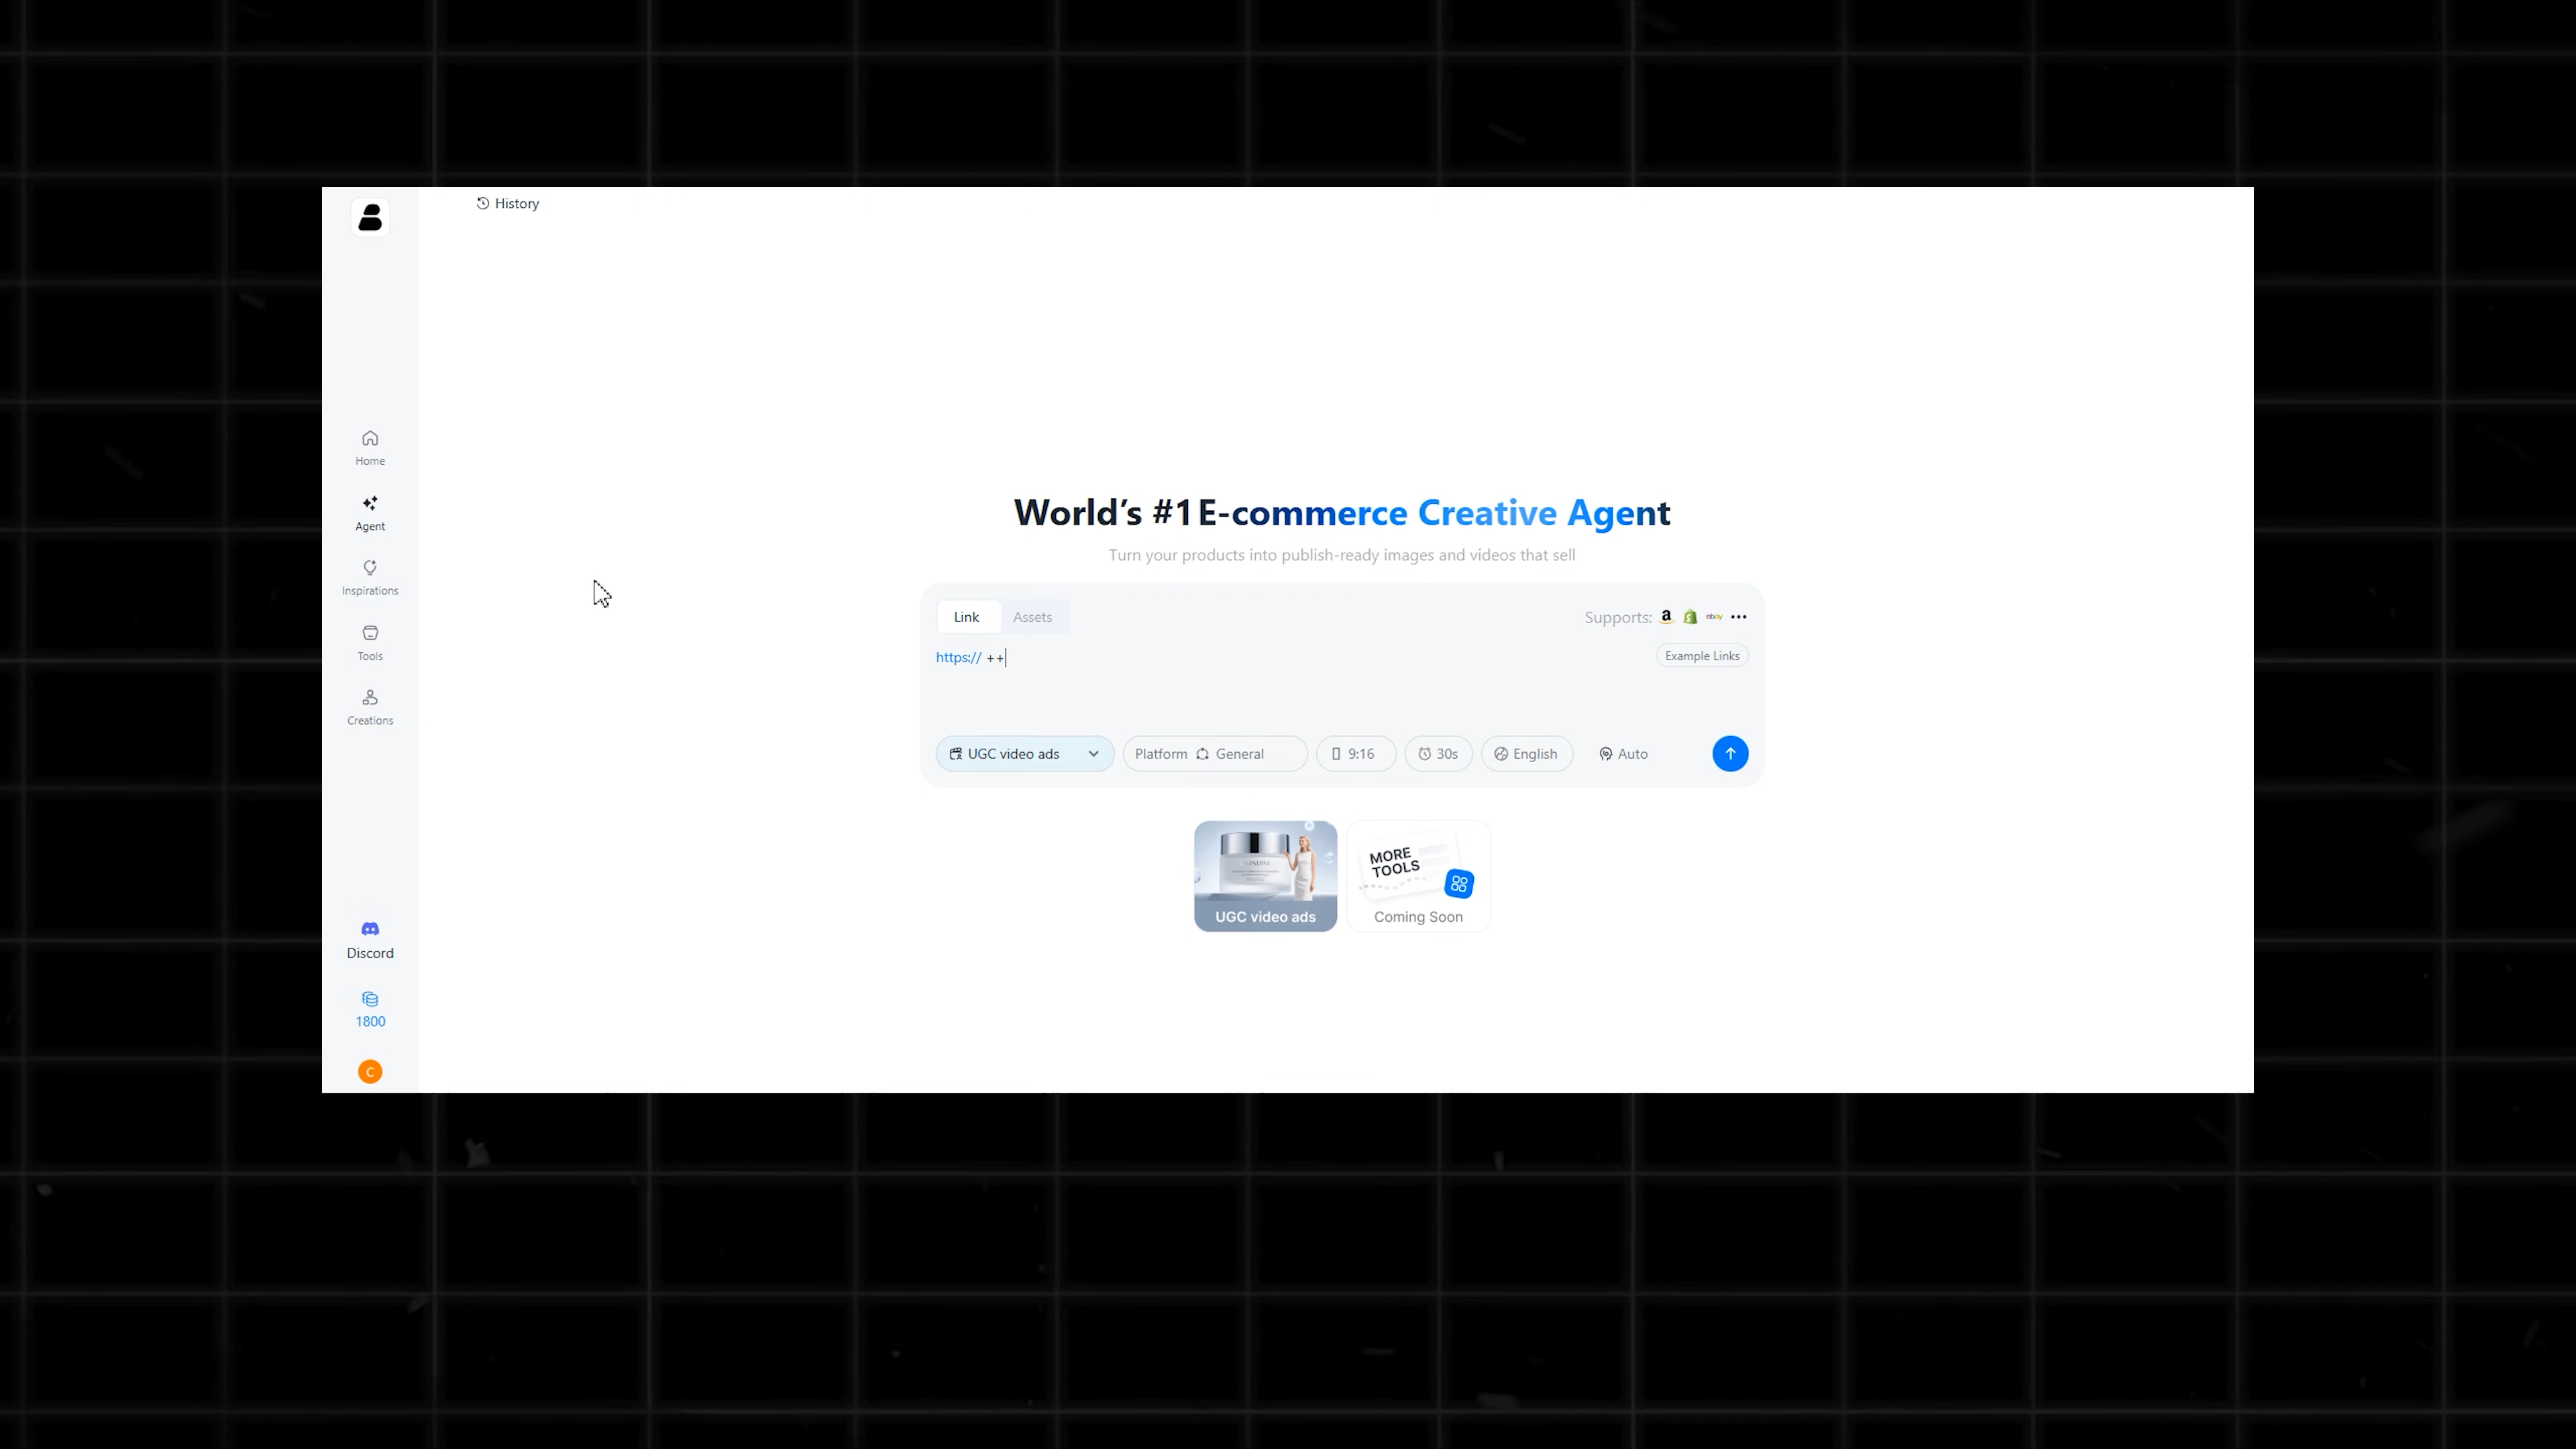 History
Home
Agent
Inspirations
Tools
Creations
Discord
1800
C
World's #1 E-commerce Creative Agent
Turn your products into publish-ready images and videos that sell
Link Assets Supports: a ebay •••
https:// ++ Example Links
UGC video ads Platform General 9:16 30s English Auto
MORE
TOOLS
UGC video ads Coming Soon